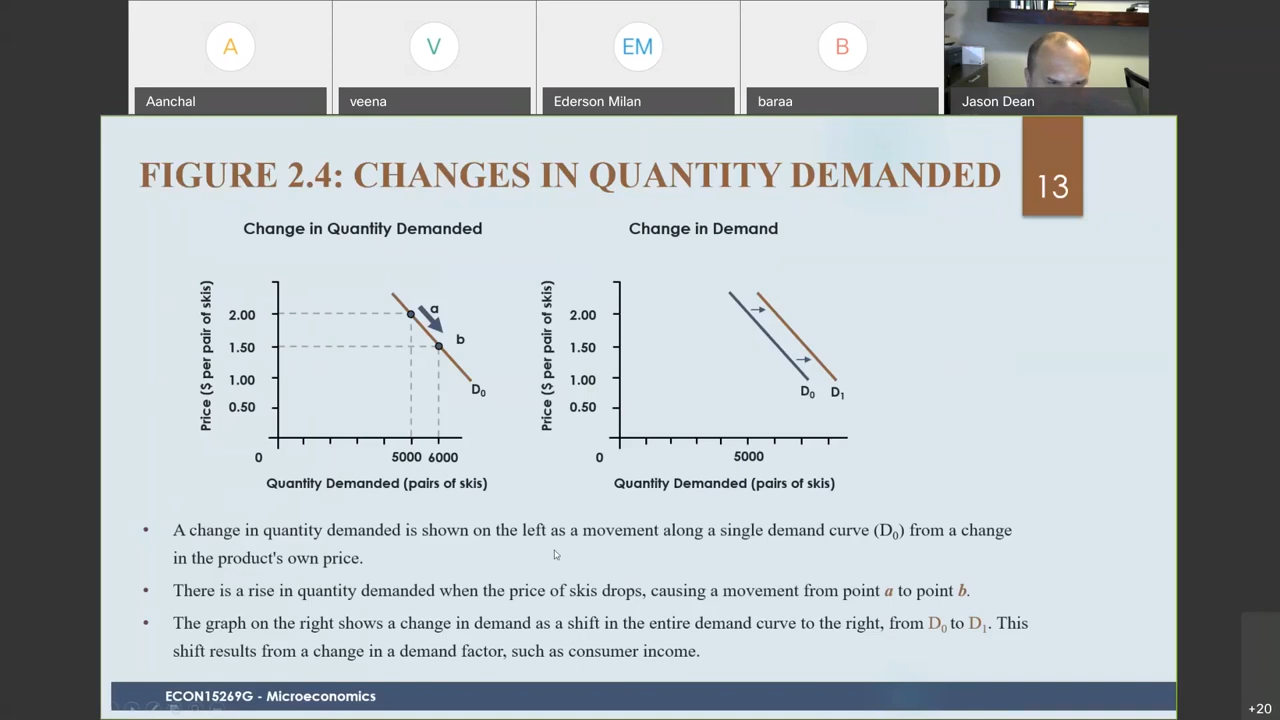 A
V
EM
B
Aanchal
veena
Ederson Milan
baraa
Jason Dean
FIGURE 2.4: CHANGES IN QUANTITY DEMANDED
13
Change in Quantity Demanded
Price ($ per pair of skis)
2.00
1.50
1.00
0.50
0
a
b
D₀
5000 6000
Quantity Demanded (pairs of skis)
Change in Demand
Price ($ per pair of skis)
2.00
1.50
1.00
0.50
0
D₀ D₁
5000
Quantity Demanded (pairs of skis)
• A change in quantity demanded is shown on the left as a movement along a single demand curve (D₀) from a change
in the product's own price.
• There is a rise in quantity demanded when the price of skis drops, causing a movement from point a to point b.
• The graph on the right shows a change in demand as a shift in the entire demand curve to the right, from D₀ to D₁. This
shift results from a change in a demand factor, such as consumer income.
ECON15269G - Microeconomics
+20